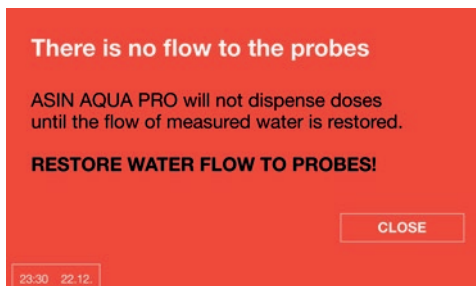 There is no flow to the probes
ASIN AQUA PRO will not dispense doses
until the flow of measured water is restored.
RESTORE WATER FLOW TO PROBES!
CLOSE
23:30 22.12.